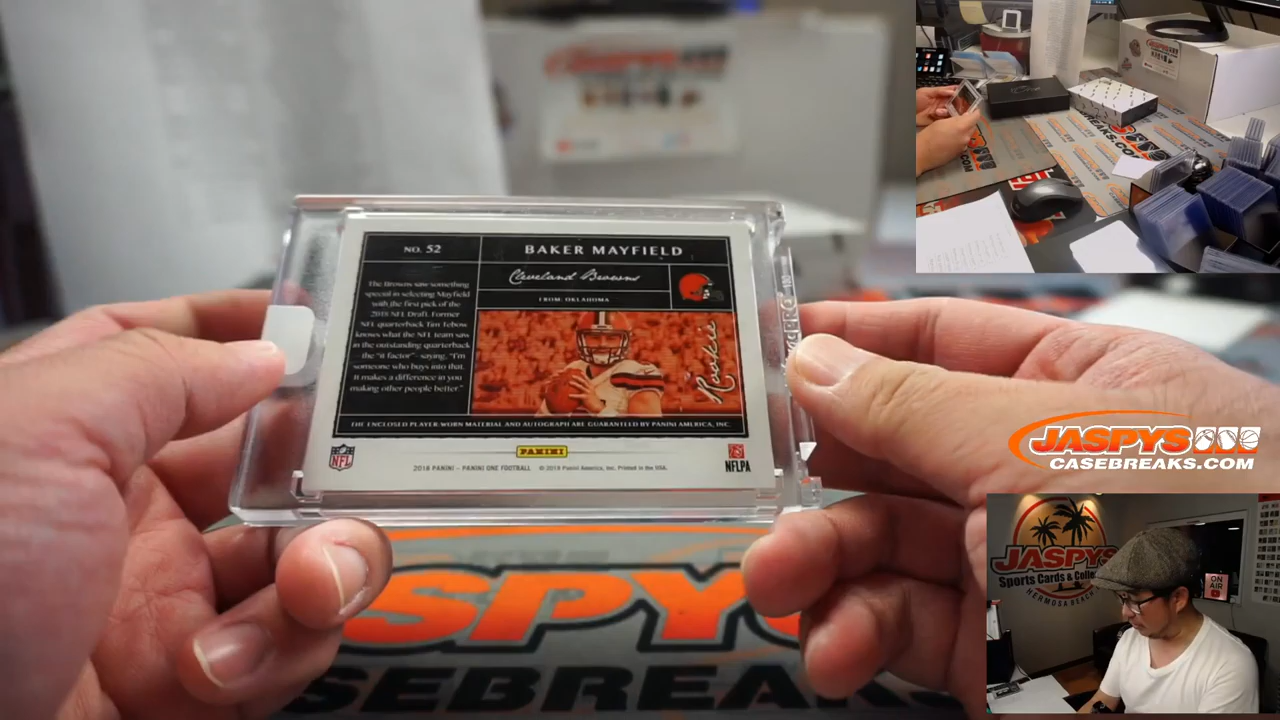 NO. 52
BAKER MAYFIELD
Cleveland Browns
FROM: OKLAHOMA
The Browns saw something
special in selecting Mayfield
with the first pick of the
2018 NFL Draft. Former
NFL quarterback Tim Tebow
knows what the NFL team saw
in the outstanding quarterback
– the "it factor" – saying, "I'm
someone who buys into that.
It makes a difference in you
making other people better."
Rookie
THE ENCLOSED PLAYER-WORN MATERIAL AND AUTOGRAPH ARE GUARANTEED BY PANINI AMERICA, INC.
NFL
PANINI
NFLPA
2018 PANINI – PANINI ONE FOOTBALL © 2019 Panini America, Inc. Printed in the USA.
SPYS
SEBREAKS
JASPYS
CASEBREAKS.COM
JASPYS
Sports Cards & Colle
HERMOSA BEACH
ON
AIR